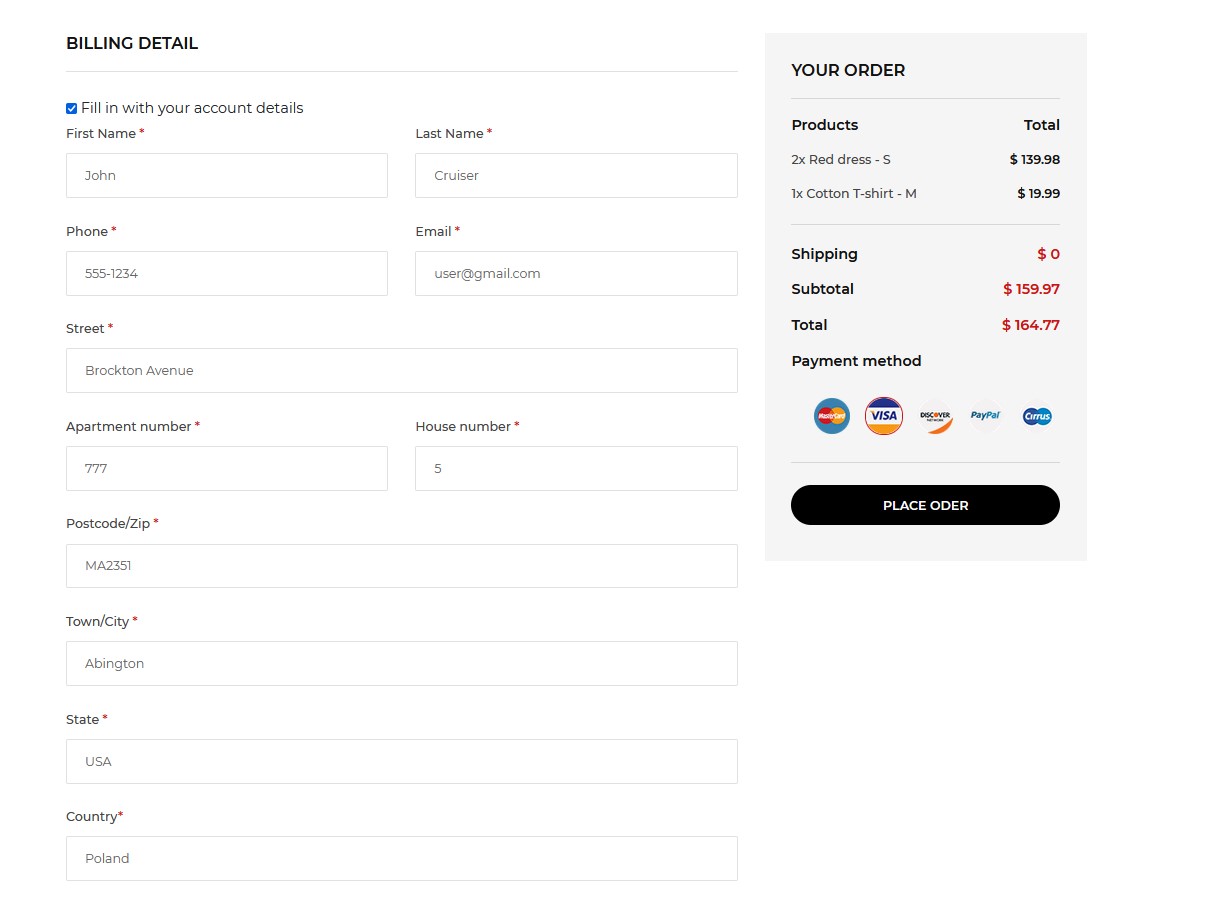 BILLING DETAIL
Fill in with your account details
First Name *
Last Name *
John
Cruiser
Phone *
Email *
555-1234
user@gmail.com
Street *
Brockton Avenue
Apartment number *
House number *
777
5
Postcode/Zip *
MA2351
Town/City *
Abington
State *
USA
Country*
Poland
YOUR ORDER
Products Total
2x Red dress - S $ 139.98
1x Cotton T-shirt - M $ 19.99
Shipping $ 0
Subtotal $ 159.97
Total $ 164.77
Payment method
MasterCard VISA DISCOVER NETWORK PayPal Cirrus
PLACE ODER